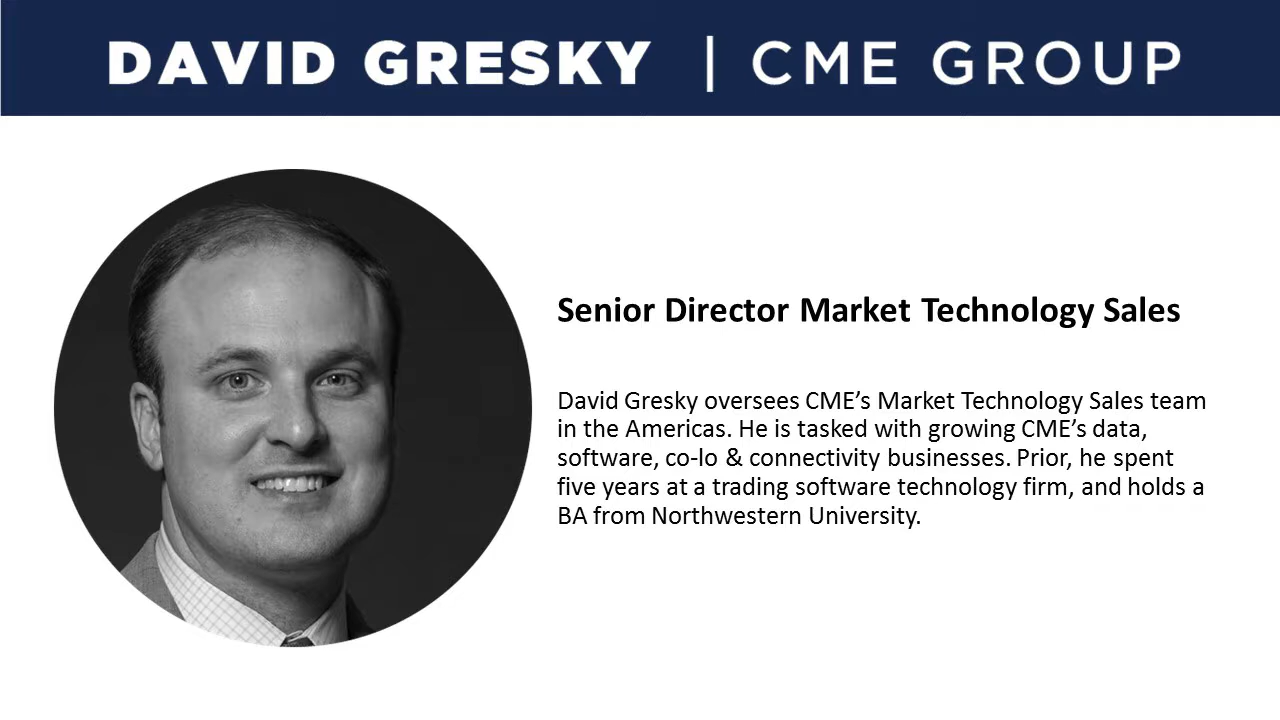 DAVID GRESKY | CME GROUP
Senior Director Market Technology Sales
David Gresky oversees CME’s Market Technology Sales team
in the Americas. He is tasked with growing CME’s data,
software, co-lo & connectivity businesses. Prior, he spent
five years at a trading software technology firm, and holds a
BA from Northwestern University.